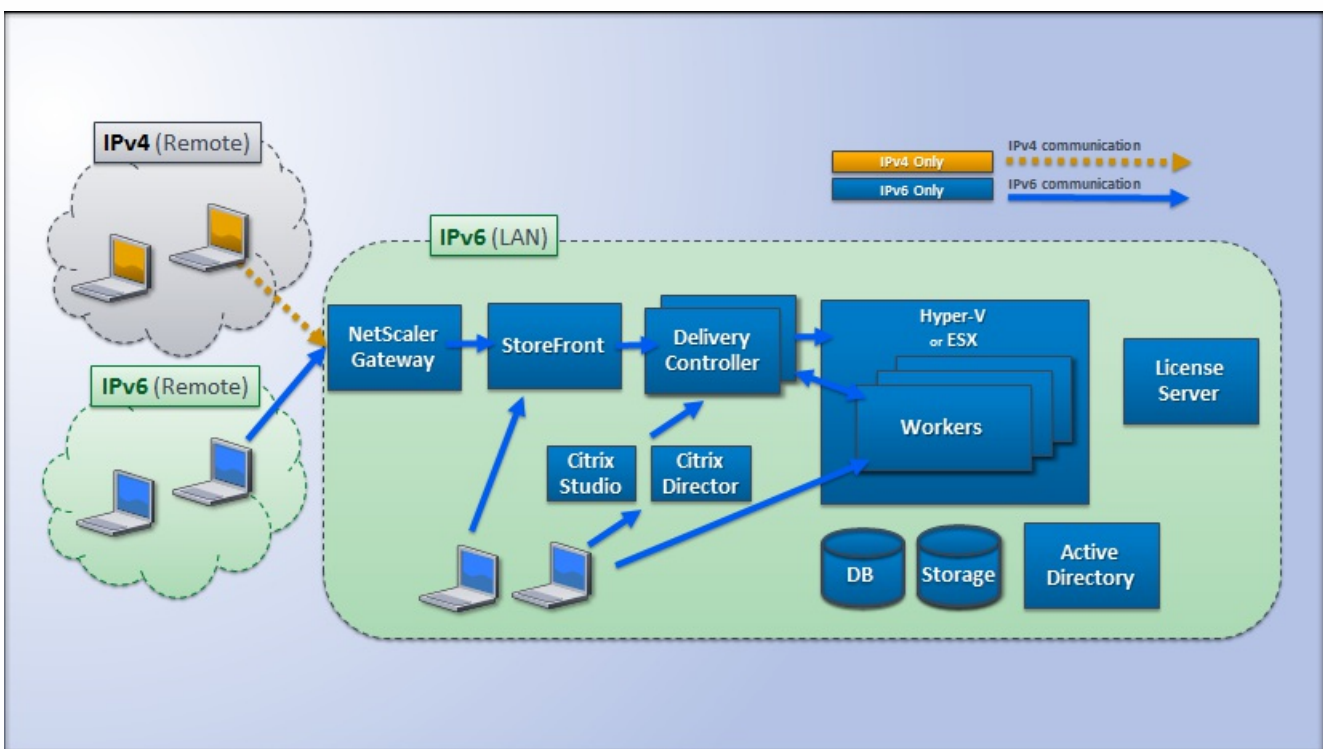 IPv4 (Remote)
IPv4 Only
IPv4 communication
IPv6 Only
IPv6 communication
IPv6 (LAN)
NetScaler
Gateway
StoreFront
Delivery
Controller
Hyper-V
or ESX
Workers
License
Server
IPv6 (Remote)
Citrix
Studio
Citrix
Director
DB
Storage
Active
Directory